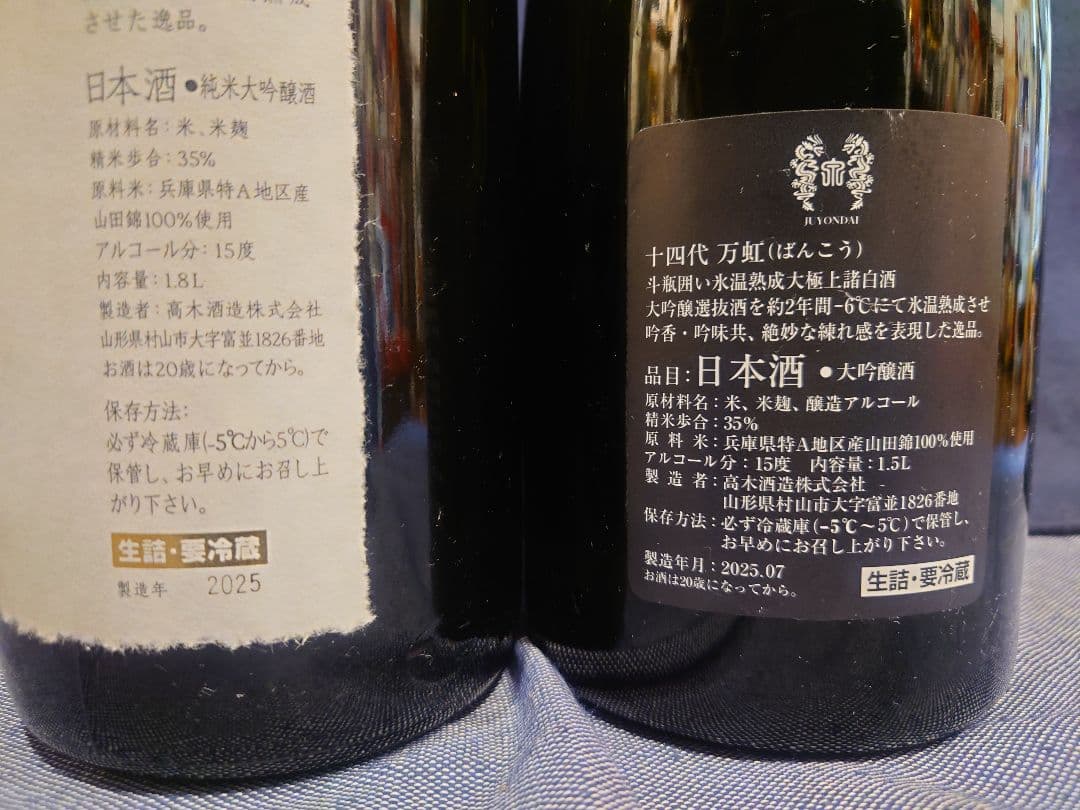 させた逸品。
日本酒●純米大吟醸酒
原材料名：米、米麹
精米歩合：35%
原料米：兵庫県特A地区産
山田錦100%使用
アルコール分：15度
内容量：1.8L
製造者：高木酒造株式会社
山形県村山市大字富並1826番地
お酒は20歳になってから。
保存方法：
必ず冷蔵庫(-5℃から5℃)で
保管し、お早めにお召し上
がり下さい。
生詰・要冷蔵
製造年 2025
JUYONDAI
十四代 万虹(ばんこう)
斗瓶囲い氷温熟成大極上諸白酒
大吟醸選抜酒を約2年間-6℃にて氷温熟成させ
吟香・吟味共、絶妙な練れ感を表現した逸品。
品目：日本酒 ●大吟醸酒
原材料名：米、米麹、醸造アルコール
精米歩合：35%
原料米：兵庫県特A地区産山田錦100%使用
アルコール分：15度 内容量：1.5L
製造者：高木酒造株式会社
山形県村山市大字富並1826番地
保存方法：必ず冷蔵庫(-5℃〜5℃)で保管し、
お早めにお召し上がり下さい。
製造年月：2025.07
お酒は20歳になってから。
生詰・要冷蔵